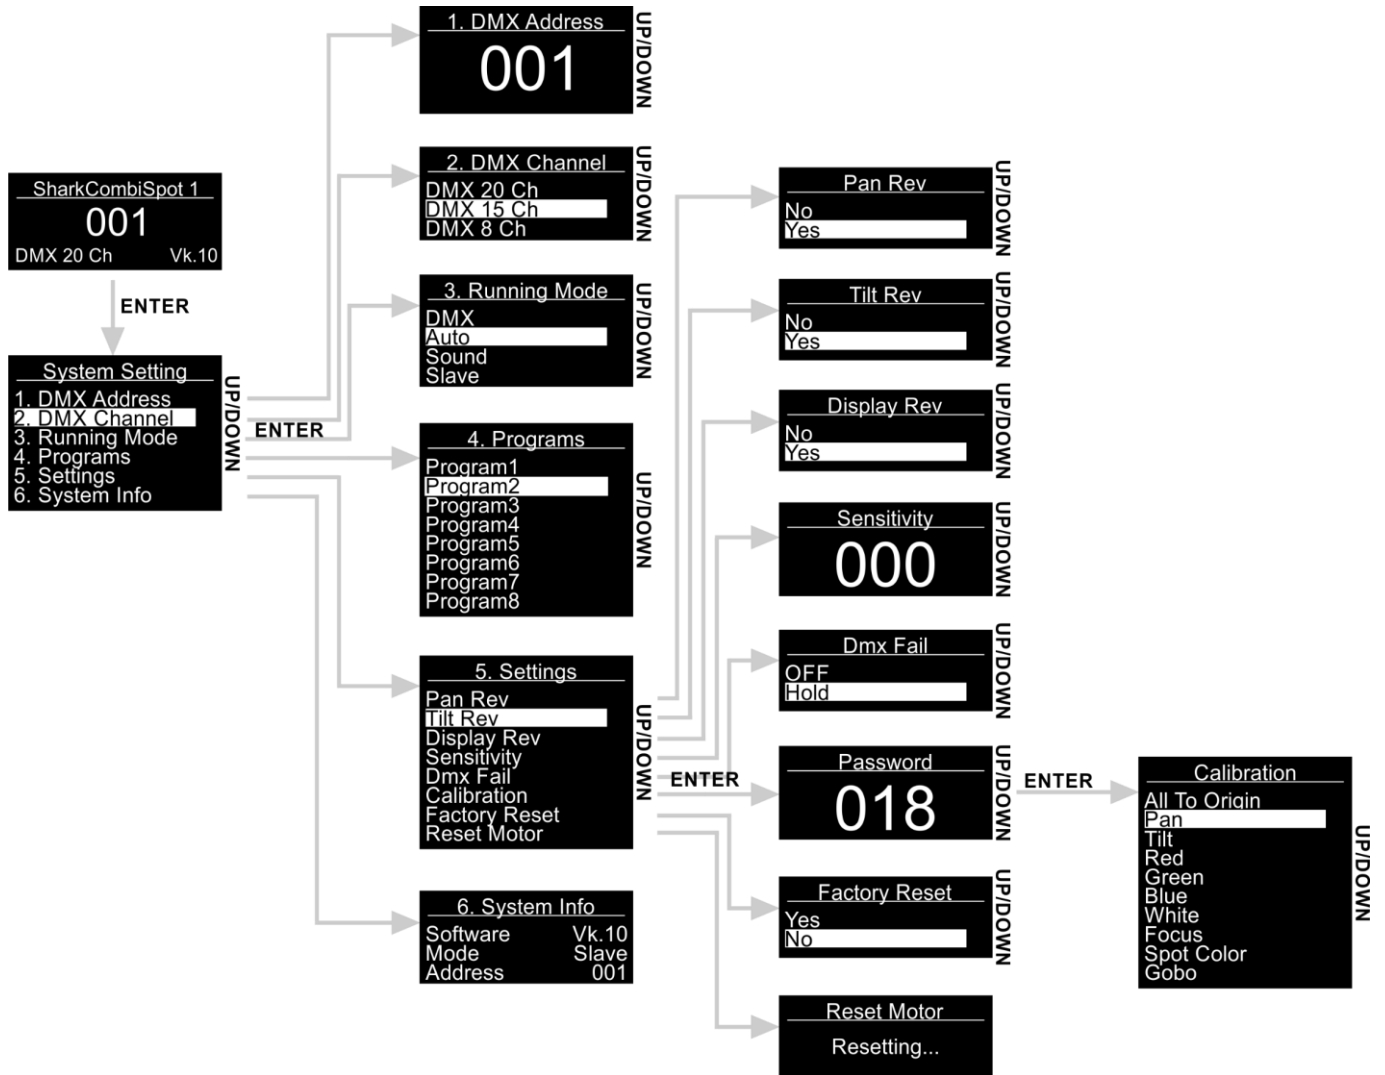 SharkCombiSpot 1
001
DMX 20 Ch Vk.10
ENTER
System Setting
1. DMX Address
2. DMX Channel
3. Running Mode
4. Programs
5. Settings
6. System Info
UP/DOWN
ENTER
1. DMX Address
001
UP/DOWN
2. DMX Channel
DMX 20 Ch
DMX 15 Ch
DMX 8 Ch
UP/DOWN
3. Running Mode
DMX
Auto
Sound
Slave
UP/DOWN
4. Programs
Program1
Program2
Program3
Program4
Program5
Program6
Program7
Program8
UP/DOWN
5. Settings
Pan Rev
Tilt Rev
Display Rev
Sensitivity
Dmx Fail
Calibration
Factory Reset
Reset Motor
UP/DOWN
ENTER
6. System Info
Software Vk.10
Mode Slave
Address 001
Pan Rev
No
Yes
UP/DOWN
Tilt Rev
No
Yes
UP/DOWN
Display Rev
No
Yes
UP/DOWN
Sensitivity
000
UP/DOWN
Dmx Fail
OFF
Hold
UP/DOWN
Password
018
UP/DOWN
ENTER
Factory Reset
Yes
No
UP/DOWN
Reset Motor
Resetting...
Calibration
All To Origin
Pan
Tilt
Red
Green
Blue
White
Focus
Spot Color
Gobo
UP/DOWN